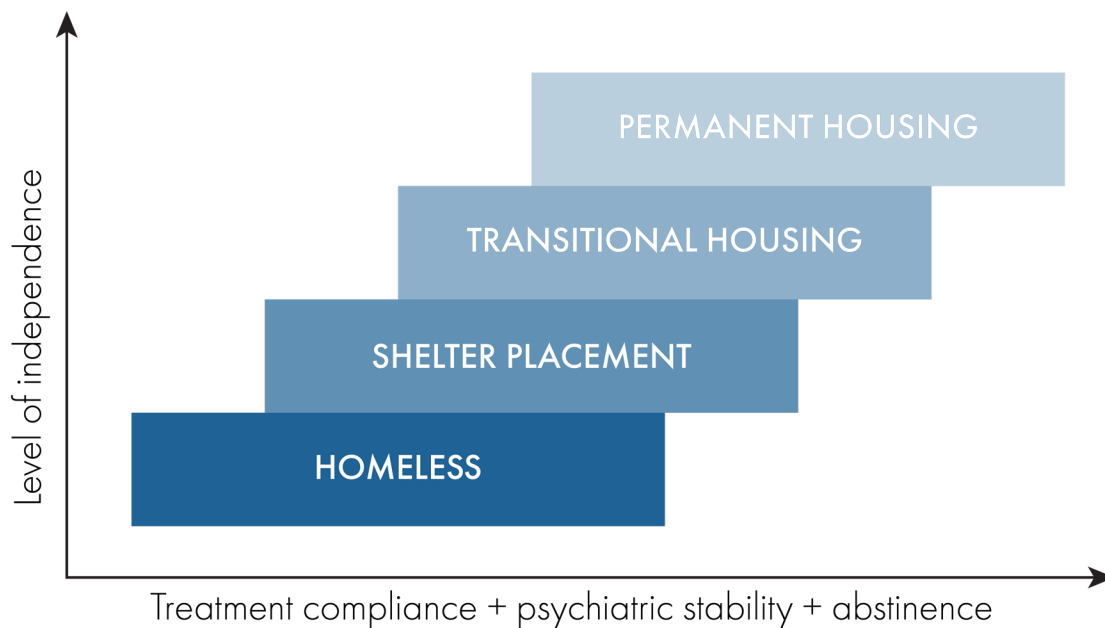 PERMANENT HOUSING
TRANSITIONAL HOUSING
SHELTER PLACEMENT
HOMELESS
Level of independence
Treatment compliance + psychiatric stability + abstinence